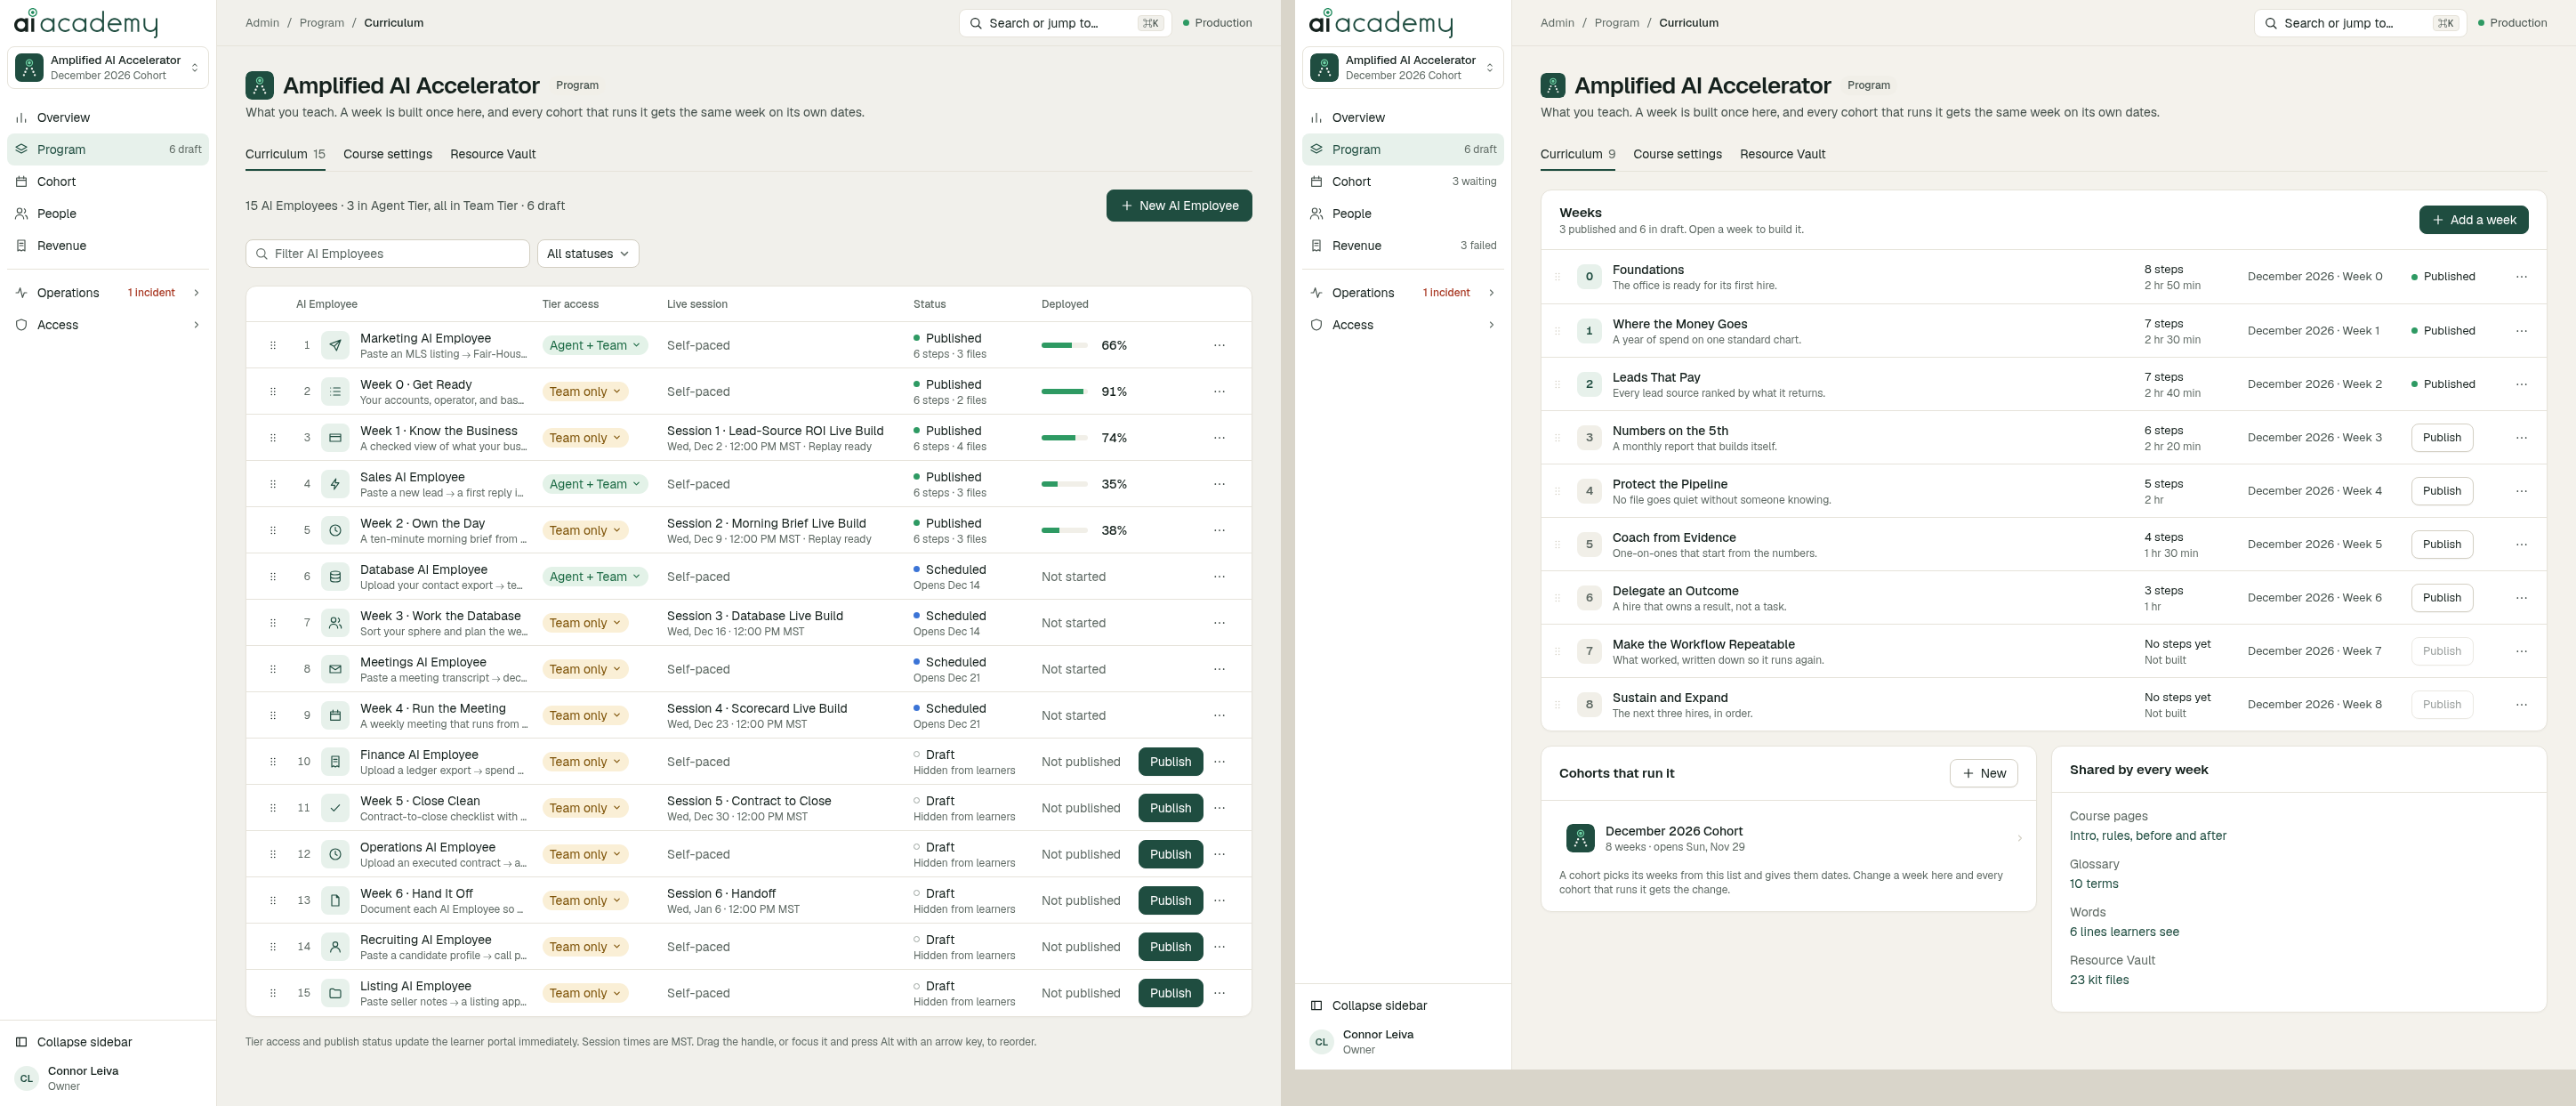 ai academy
Amplified AI Accelerator
December 2026 Cohort
Overview
Program 6 draft
Cohort
People
Revenue
Operations 1 incident
Access
Collapse sidebar
CL Connor Leiva
Owner
Admin / Program / Curriculum
Search or jump to... ⌘K
Production
Amplified AI Accelerator Program
What you teach. A week is built once here, and every cohort that runs it gets the same week on its own dates.
Curriculum 15 Course settings Resource Vault
15 AI Employees · 3 in Agent Tier, all in Team Tier · 6 draft
+ New AI Employee
Filter AI Employees All statuses
AI Employee Tier access Live session Status Deployed
1 Marketing AI Employee Agent + Team Self-paced Published 66%
Paste an MLS listing → Fair-Hous... 6 steps · 3 files
2 Week 0 · Get Ready Team only Self-paced Published 91%
Your accounts, operator, and bas... 6 steps · 2 files
3 Week 1 · Know the Business Team only Session 1 · Lead-Source ROI Live Build Published 74%
A checked view of what your bus... Wed, Dec 2 · 12:00 PM MST · Replay ready 6 steps · 4 files
4 Sales AI Employee Agent + Team Self-paced Published 35%
Paste a new lead → a first reply i... 6 steps · 3 files
5 Week 2 · Own the Day Team only Session 2 · Morning Brief Live Build Published 38%
A ten-minute morning brief from ... Wed, Dec 9 · 12:00 PM MST · Replay ready 6 steps · 3 files
6 Database AI Employee Agent + Team Self-paced Scheduled Not started
Upload your contact export → te... Opens Dec 14
7 Week 3 · Work the Database Team only Session 3 · Database Live Build Scheduled Not started
Sort your sphere and plan the we... Wed, Dec 16 · 12:00 PM MST Opens Dec 14
8 Meetings AI Employee Team only Self-paced Scheduled Not started
Paste a meeting transcript → dec... Opens Dec 21
9 Week 4 · Run the Meeting Team only Session 4 · Scorecard Live Build Scheduled Not started
A weekly meeting that runs from ... Wed, Dec 23 · 12:00 PM MST Opens Dec 21
10 Finance AI Employee Team only Self-paced Draft Not published Publish
Upload a ledger export → spend ... Hidden from learners
11 Week 5 · Close Clean Team only Session 5 · Contract to Close Draft Not published Publish
Contract-to-close checklist with ... Wed, Dec 30 · 12:00 PM MST Hidden from learners
12 Operations AI Employee Team only Self-paced Draft Not published Publish
Upload an executed contract → a... Hidden from learners
13 Week 6 · Hand It Off Team only Session 6 · Handoff Draft Not published Publish
Document each AI Employee so ... Wed, Jan 6 · 12:00 PM MST Hidden from learners
14 Recruiting AI Employee Team only Self-paced Draft Not published Publish
Paste a candidate profile → call p... Hidden from learners
15 Listing AI Employee Team only Self-paced Draft Not published Publish
Paste seller notes → a listing app... Hidden from learners
Tier access and publish status update the learner portal immediately. Session times are MST. Drag the handle, or focus it and press Alt with an arrow key, to reorder.
ai academy
Amplified AI Accelerator
December 2026 Cohort
Overview
Program 6 draft
Cohort 3 waiting
People
Revenue 3 failed
Operations 1 incident
Access
Collapse sidebar
CL Connor Leiva
Owner
Admin / Program / Curriculum
Search or jump to... ⌘K
Production
Amplified AI Accelerator Program
What you teach. A week is built once here, and every cohort that runs it gets the same week on its own dates.
Curriculum 9 Course settings Resource Vault
Weeks
3 published and 6 in draft. Open a week to build it.
+ Add a week
0 Foundations 8 steps December 2026 · Week 0 Published
The office is ready for its first hire. 2 hr 50 min
1 Where the Money Goes 7 steps December 2026 · Week 1 Published
A year of spend on one standard chart. 2 hr 30 min
2 Leads That Pay 7 steps December 2026 · Week 2 Published
Every lead source ranked by what it returns. 2 hr 40 min
3 Numbers on the 5th 6 steps December 2026 · Week 3 Publish
A monthly report that builds itself. 2 hr 20 min
4 Protect the Pipeline 5 steps December 2026 · Week 4 Publish
No file goes quiet without someone knowing. 2 hr
5 Coach from Evidence 4 steps December 2026 · Week 5 Publish
One-on-ones that start from the numbers. 1 hr 30 min
6 Delegate an Outcome 3 steps December 2026 · Week 6 Publish
A hire that owns a result, not a task. 1 hr
7 Make the Workflow Repeatable No steps yet December 2026 · Week 7 Publish
What worked, written down so it runs again. Not built
8 Sustain and Expand No steps yet December 2026 · Week 8 Publish
The next three hires, in order. Not built
Cohorts that run it + New
December 2026 Cohort
8 weeks · opens Sun, Nov 29
A cohort picks its weeks from this list and gives them dates. Change a week here and every
cohort that runs it gets the change.
Shared by every week
Course pages
Intro, rules, before and after
Glossary
10 terms
Words
6 lines learners see
Resource Vault
23 kit files